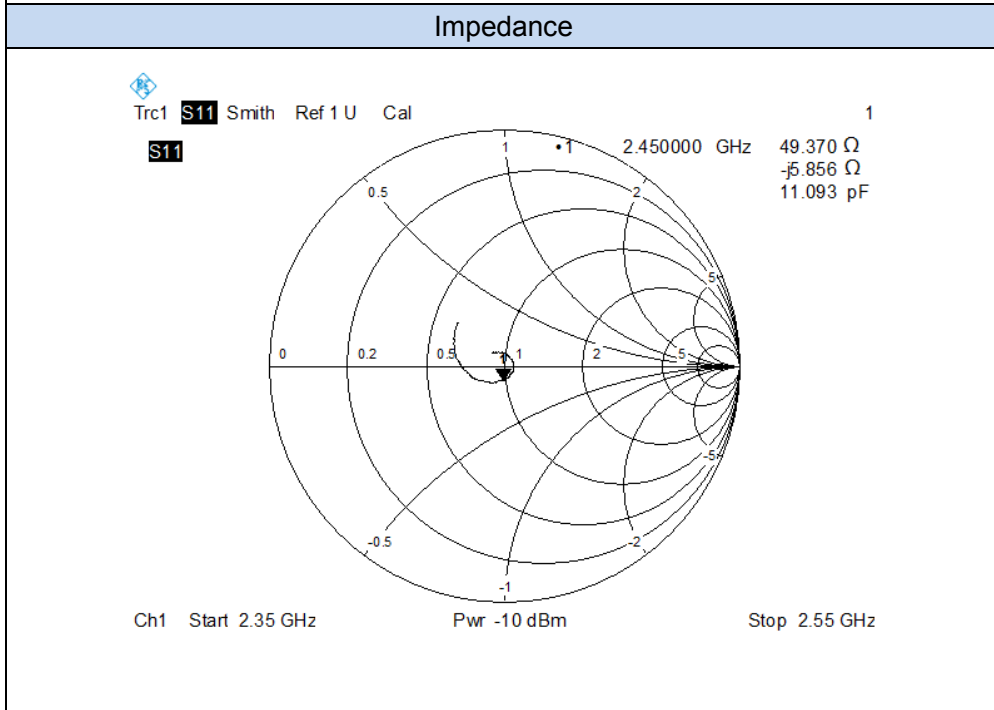 Impedance
Trc1 S11 Smith Ref 1 U Cal 1
S11
1 •1 2.450000 GHz 49.370 Ω
-j5.856 Ω
11.093 pF
0.5 2
5
0 0.2 0.5 1 1 2 5
-5
-0.5 -2
-1
Ch1 Start 2.35 GHz Pwr -10 dBm Stop 2.55 GHz